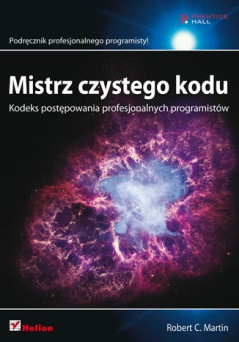 PRENTICE
HALL
Podręcznik profesjonalnego programisty!
Mistrz czystego kodu
Kodeks postępowania profesjonalnych programistów
Helion
Robert C. Martin